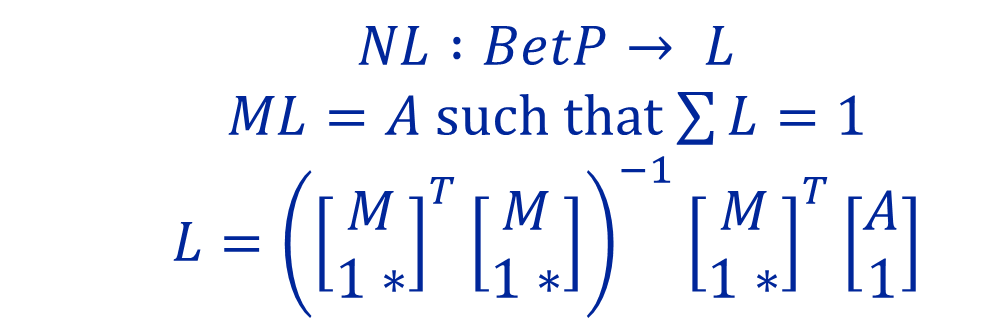 NL : BetP → L
ML = A such that ∑ L = 1
L = ([M 1 *]^T [M 1 *])^−1 [M 1 *]^T [A 1]